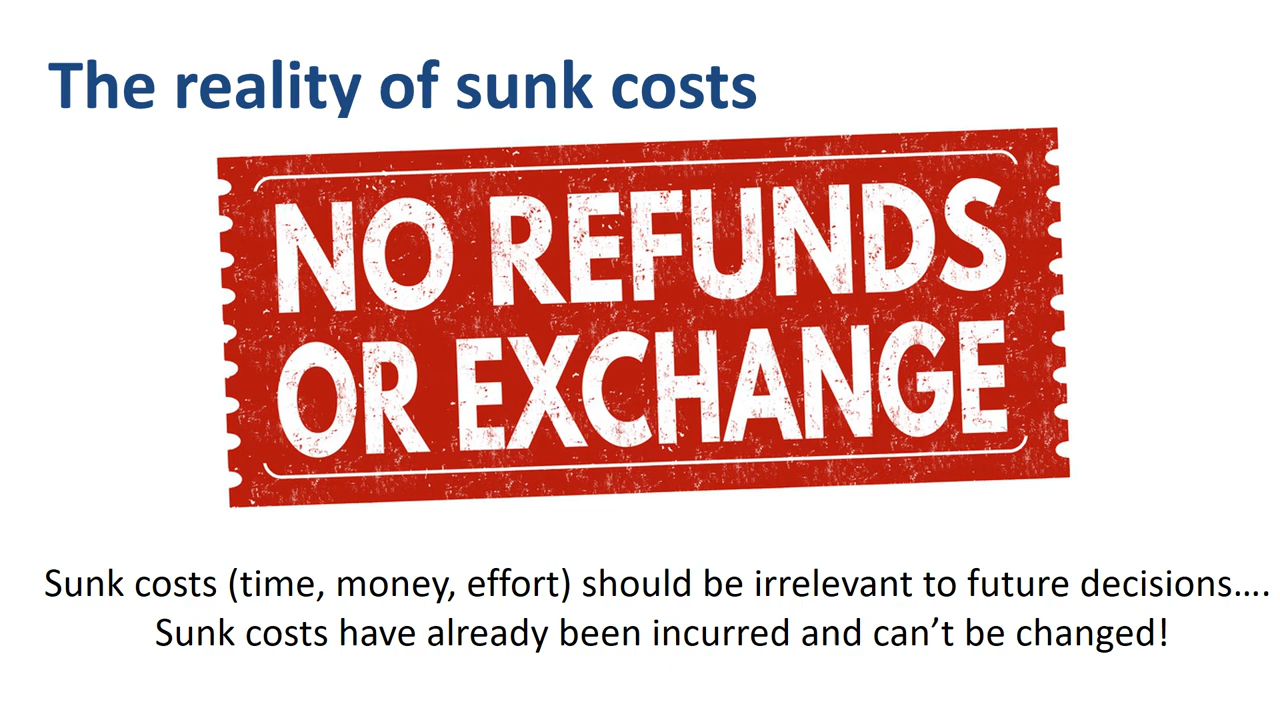 The reality of sunk costs
NO REFUNDS
OR EXCHANGE
Sunk costs (time, money, effort) should be irrelevant to future decisions….
Sunk costs have already been incurred and can’t be changed!